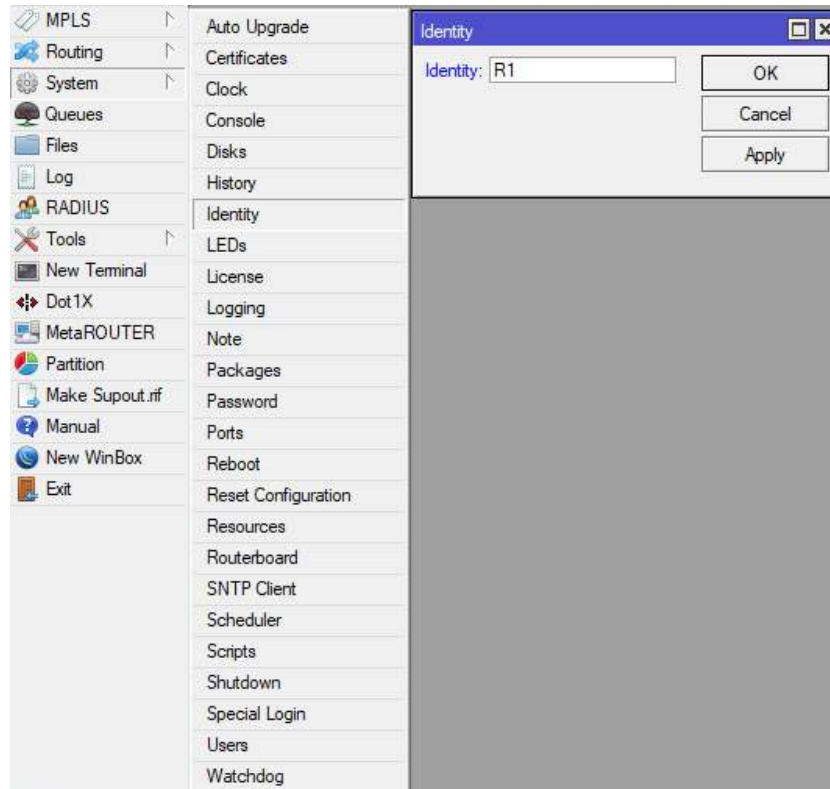 MPLS
Routing
System
Queues
Files
Log
RADIUS
Tools
New Terminal
Dot1X
MetaROUTER
Partition
Make Supout.rif
Manual
New WinBox
Exit
Auto Upgrade
Certificates
Clock
Console
Disks
History
Identity
LEDs
License
Logging
Note
Packages
Password
Ports
Reboot
Reset Configuration
Resources
Routerboard
SNTP Client
Scheduler
Scripts
Shutdown
Special Login
Users
Watchdog
Identity
Identity: R1
OK
Cancel
Apply